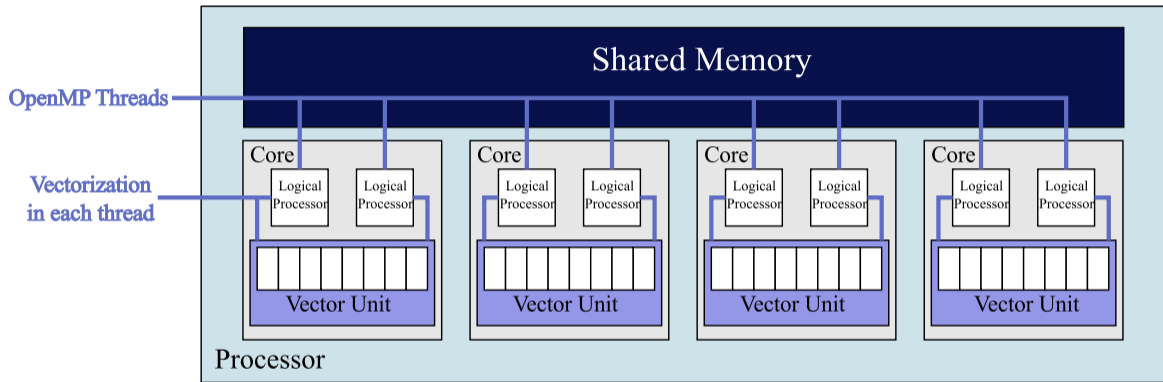 Shared Memory
OpenMP Threads
Core
Core
Core
Core
Vectorization
in each thread
Logical
Processor
Logical
Processor
Logical
Processor
Logical
Processor
Logical
Processor
Logical
Processor
Logical
Processor
Logical
Processor
Vector Unit
Vector Unit
Vector Unit
Vector Unit
Processor